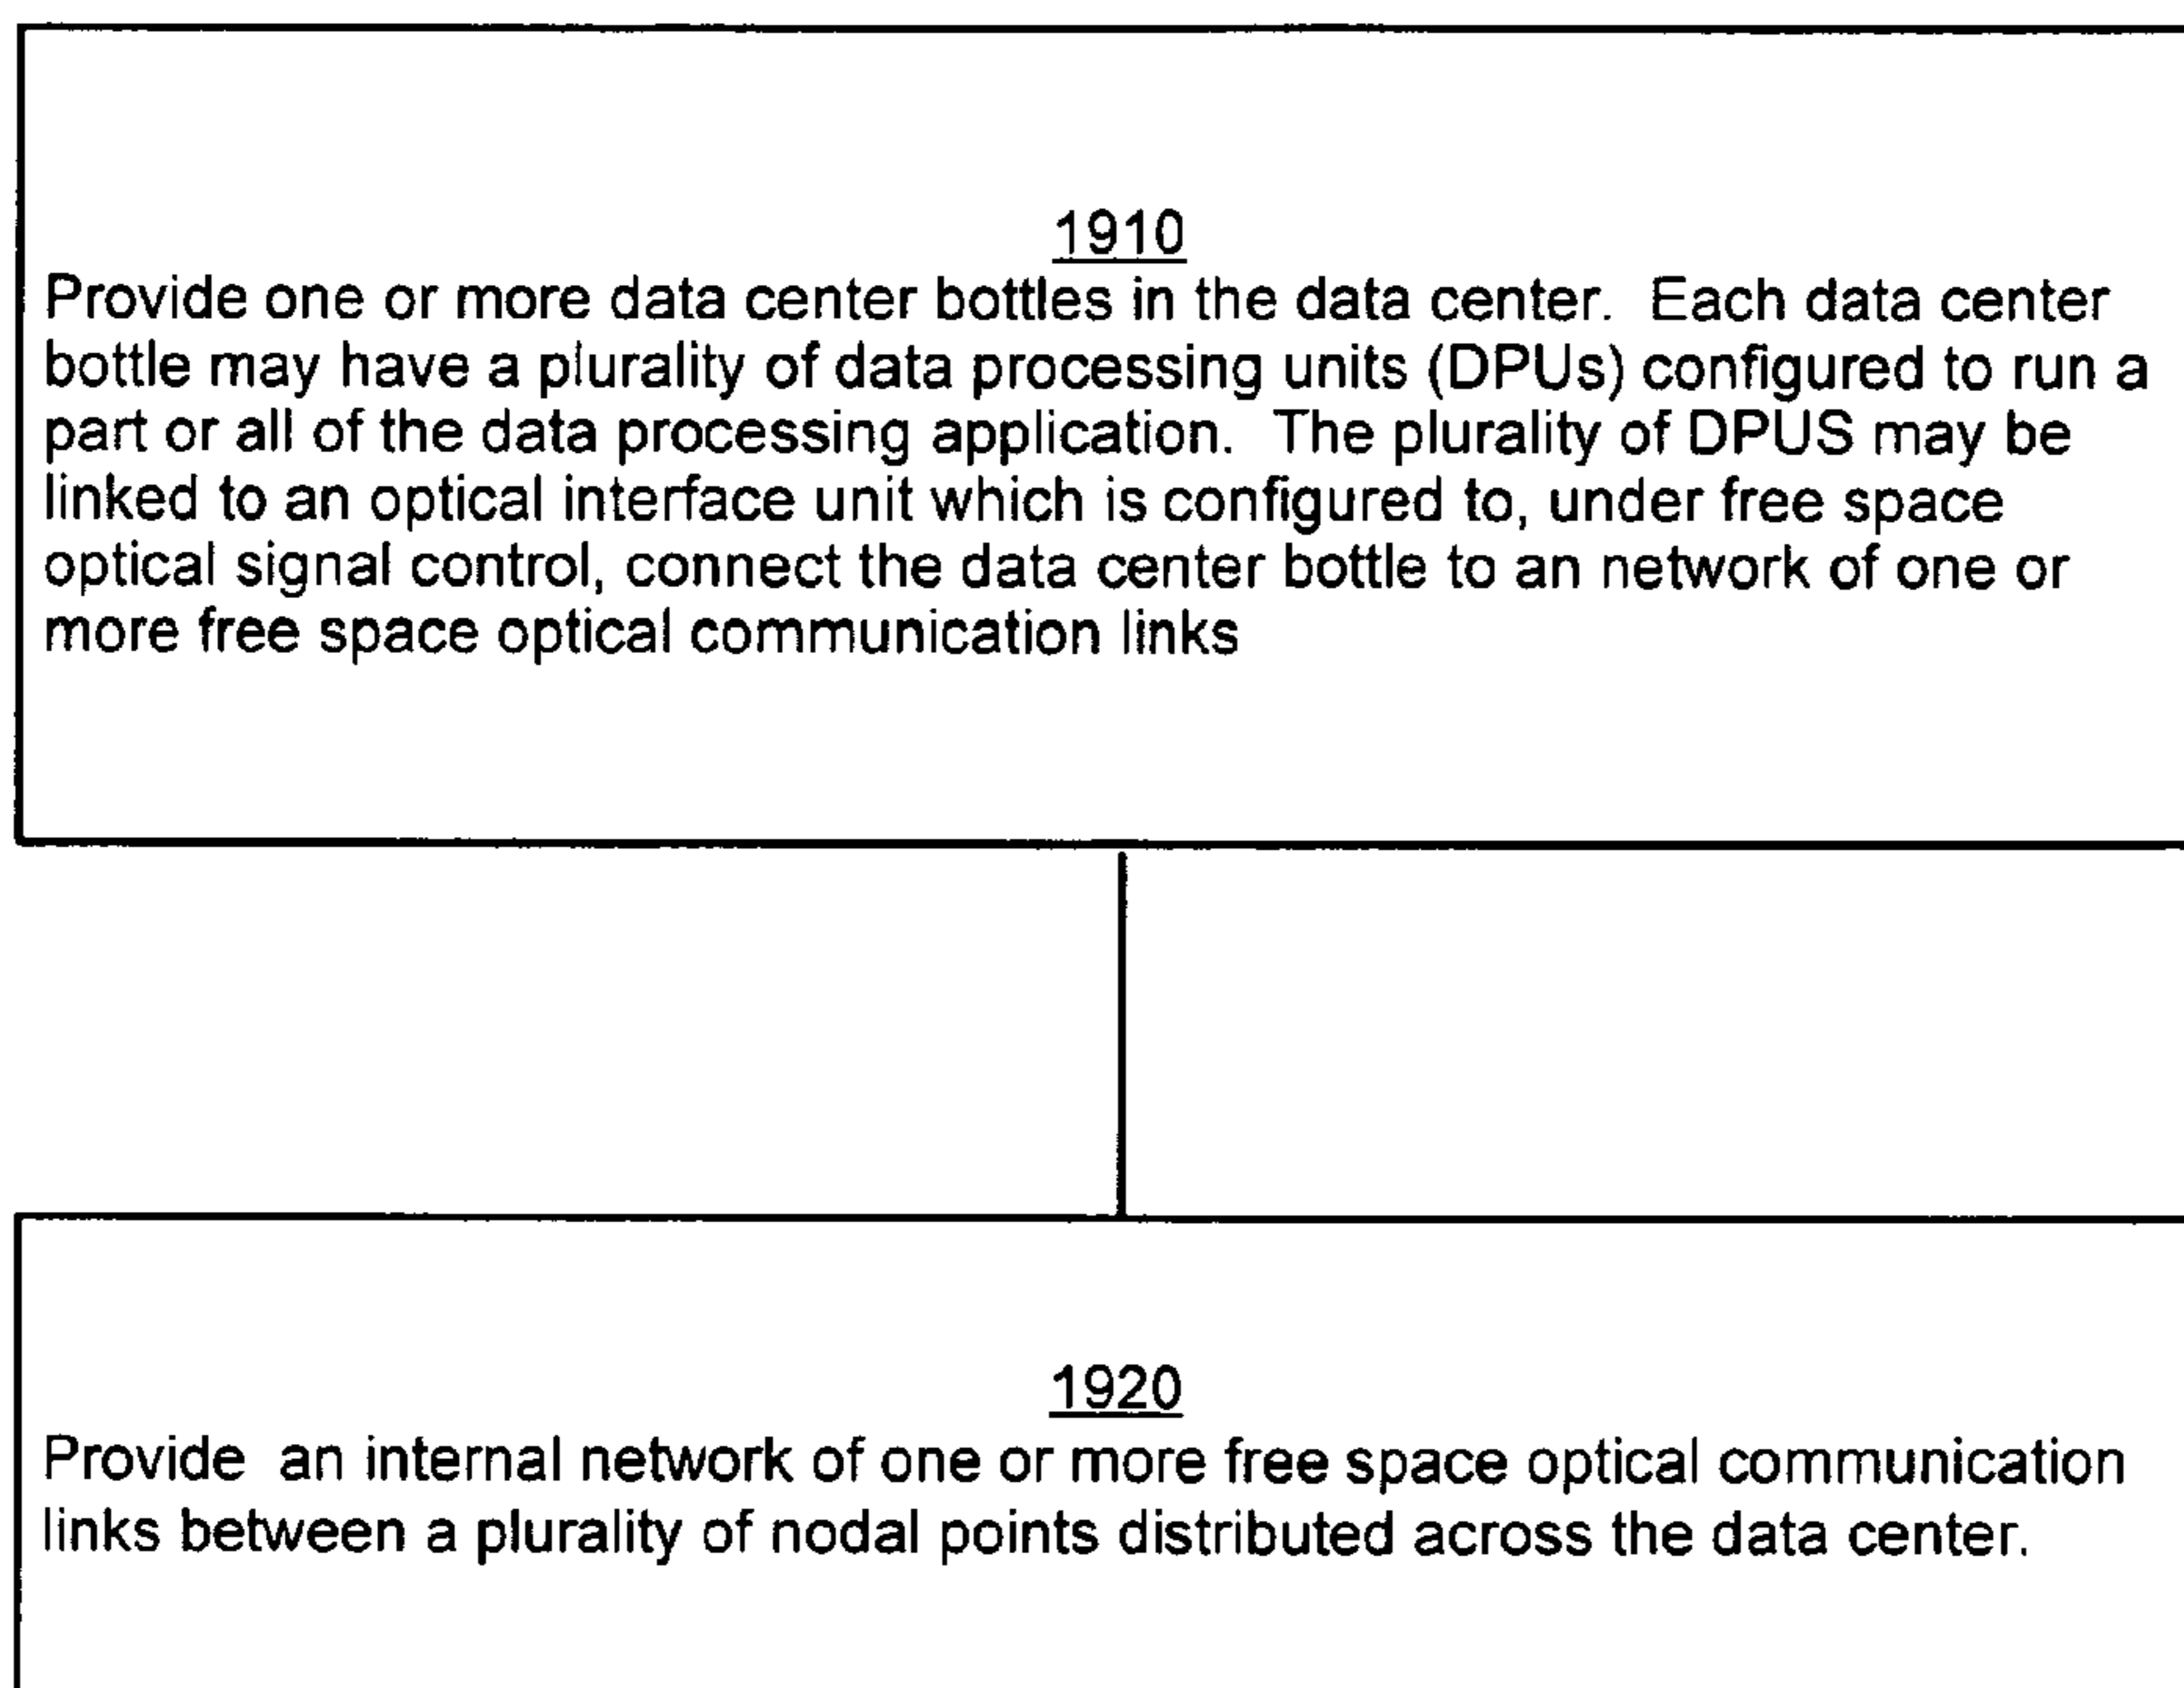 1910
Provide one or more data center bottles in the data center.  Each data center
bottle may have a plurality of data processing units (DPUs) configured to run a
part or all of the data processing application.  The plurality of DPUS may be
linked to an optical interface unit which is configured to, under free space
optical signal control, connect the data center bottle to an network of one or
more free space optical communication links
1920
Provide  an internal network of one or more free space optical communication
links between a plurality of nodal points distributed across the data center.